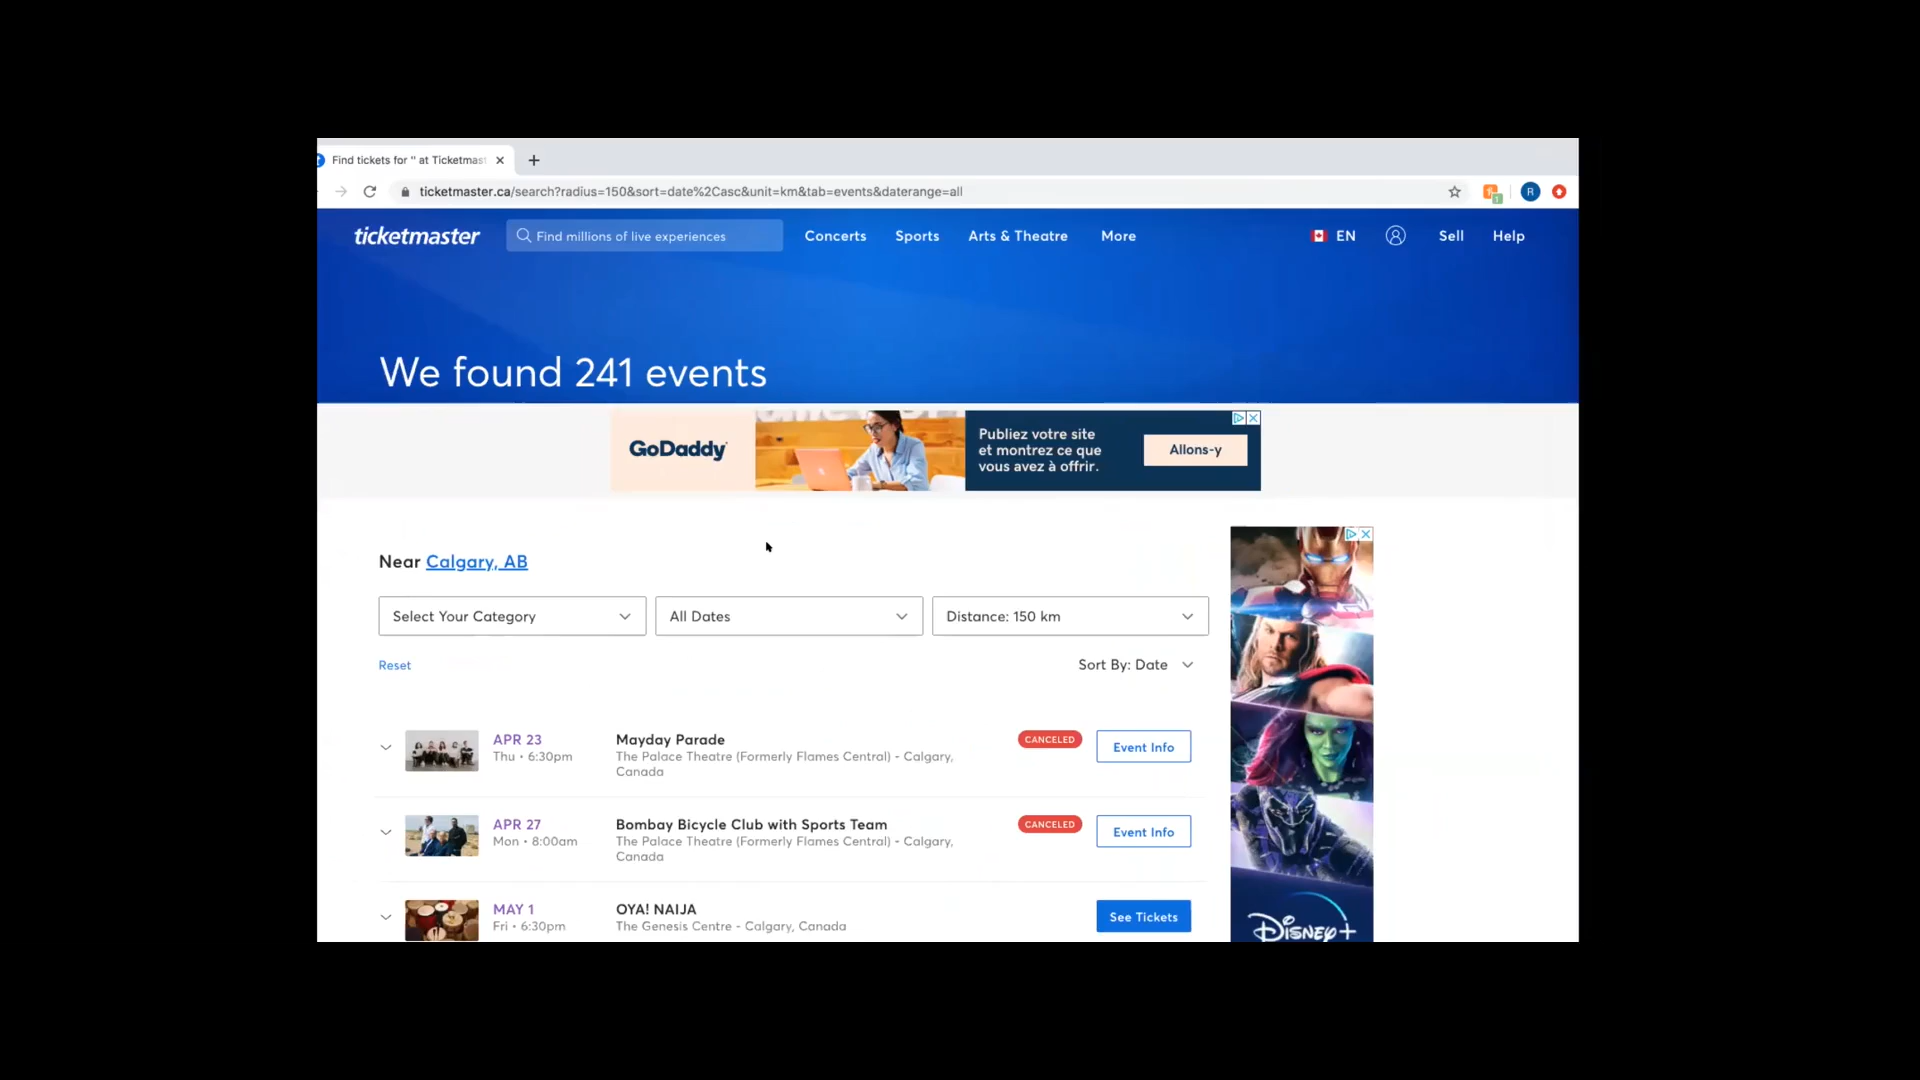 Find tickets for '' at Ticketmast
ticketmaster.ca/search?radius=150&sort=date%2Casc&unit=km&tab=events&daterange=all
R
ticketmaster
Find millions of live experiences
Concerts
Sports
Arts & Theatre
More
EN
Sell
Help
We found 241 events
GoDaddy
Publiez votre site
et montrez ce que
vous avez à offrir.
Allons-y
Near Calgary, AB
Select Your Category
All Dates
Distance: 150 km
Reset
Sort By: Date
APR 23
Thu • 6:30pm
Mayday Parade
The Palace Theatre (Formerly Flames Central) - Calgary,
Canada
CANCELED
Event Info
APR 27
Mon • 8:00am
Bombay Bicycle Club with Sports Team
The Palace Theatre (Formerly Flames Central) - Calgary,
Canada
CANCELED
Event Info
MAY 1
Fri • 6:30pm
OYA! NAIJA
The Genesis Centre - Calgary, Canada
See Tickets
Disney+